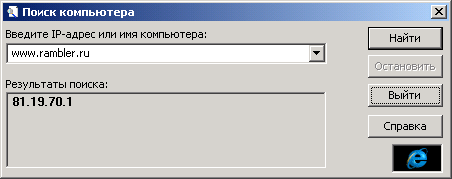 Поиск компьютера
Введите IP-адрес или имя компьютера:
www.rambler.ru
Найти
Остановить
Результаты поиска:
81.19.70.1
Выйти
Справка